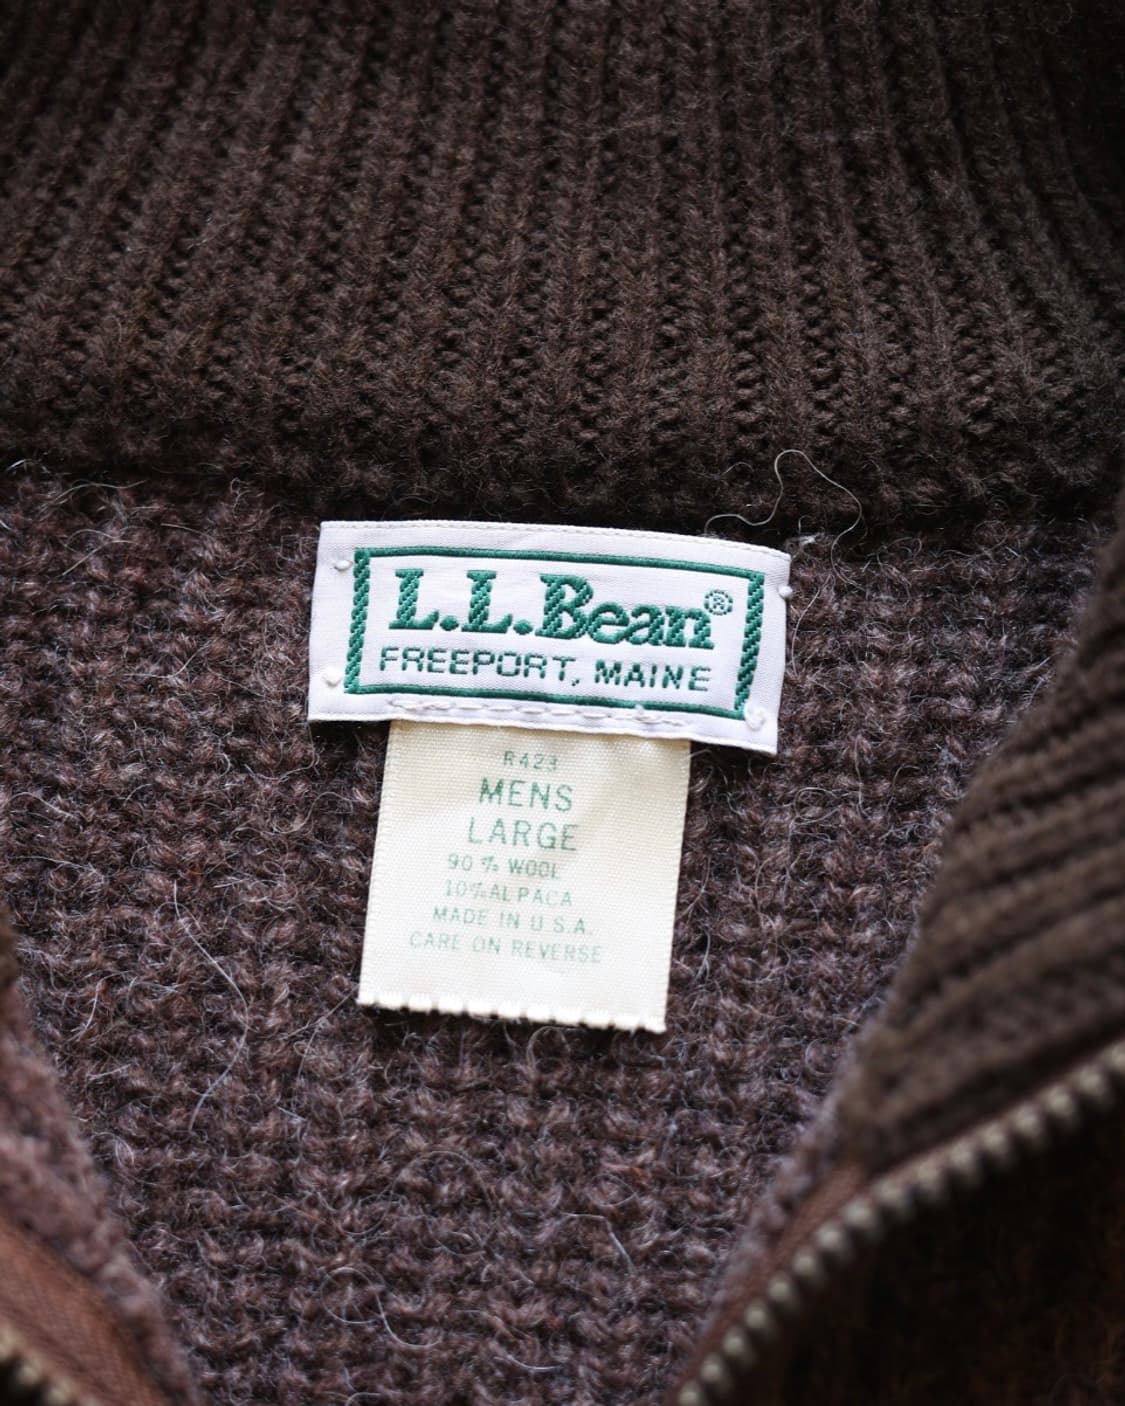 L.L.Bean®
FREEPORT, MAINE
R423
MENS
LARGE
90 % WOOL
10% ALPACA
MADE IN U.S.A.
CARE ON REVERSE